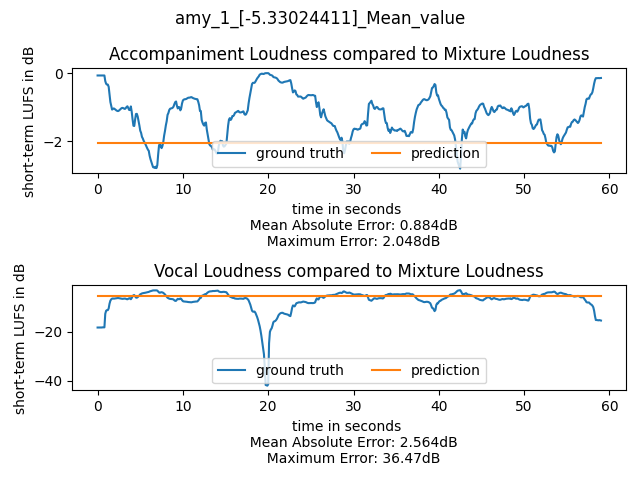 amy_1_[-5.33024411]_Mean_value
Accompaniment Loudness compared to Mixture Loudness
short-term LUFS in dB
0
−2
ground truth prediction
0 10 20 30 40 50 60
time in seconds
Mean Absolute Error: 0.884dB
Maximum Error: 2.048dB
Vocal Loudness compared to Mixture Loudness
short-term LUFS in dB
−20
−40
ground truth prediction
0 10 20 30 40 50 60
time in seconds
Mean Absolute Error: 2.564dB
Maximum Error: 36.47dB